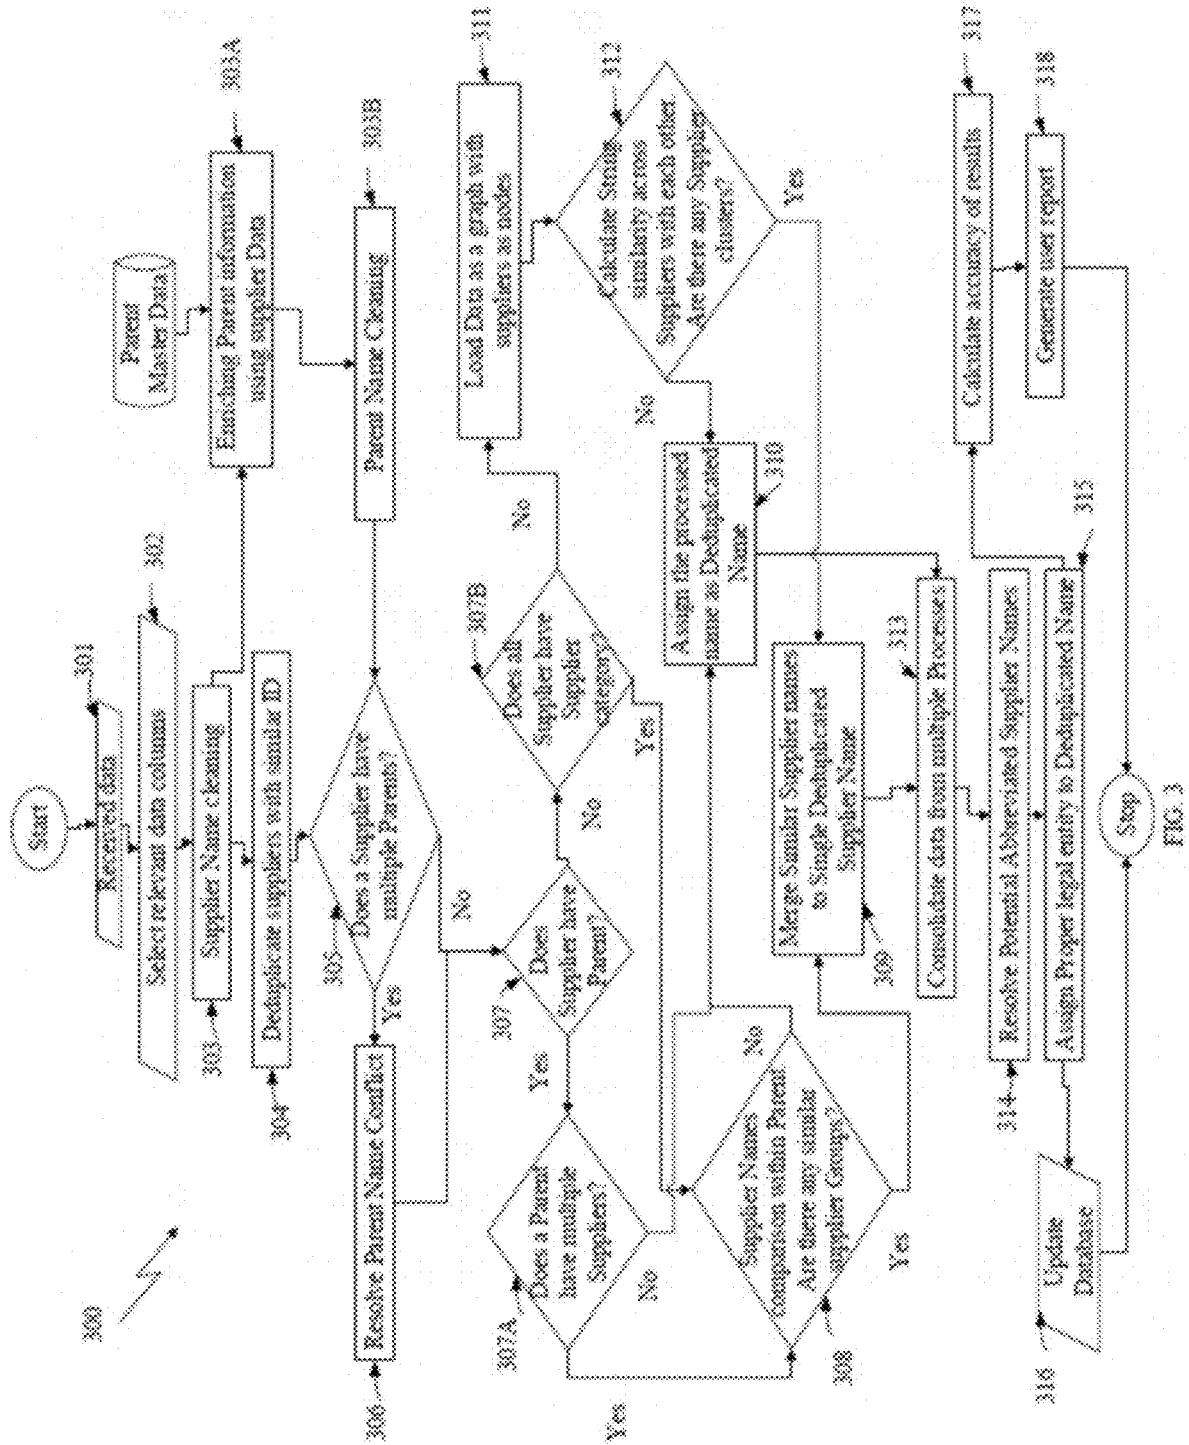 300
Start
301
Received data
302
Select relevant data columns
303
Supplier Name cleaning
304
Deduplicate suppliers with similar ID
Parent
Master Data
303A
Enriching Parent information
using supplier Data
303B
Parent Name Cleaning
305
Does a Supplier have
multiple Parents?
Yes
No
306
Resolve Parent Name Conflict
307
Does
Supplier have
Parent?
Yes
No
307A
Does a Parent
have multiple
Suppliers?
Yes
No
307B
Does all
Supplier have
Supplier
category?
Yes
No
311
Load Data as a graph with
suppliers as nodes
312
Calculate String
similarity across
Suppliers with each other.
Are there any Supplier
clusters?
Yes
No
308
Supplier Names
comparison within Parent
Are there any similar
supplier Groups?
Yes
No
310
Assign the processed
name as Deduplicated
Name
309
Merge Similar Supplier names
to Single Deduplicated
Supplier Name
313
Consolidate data from multiple Processes
314
Resolve Potential Abbreviated Supplier Names
315
Assign Proper legal entity to Deduplicated Name
316
Update
Database
317
Calculate accuracy of results
318
Generate user report
Stop
FIG. 3